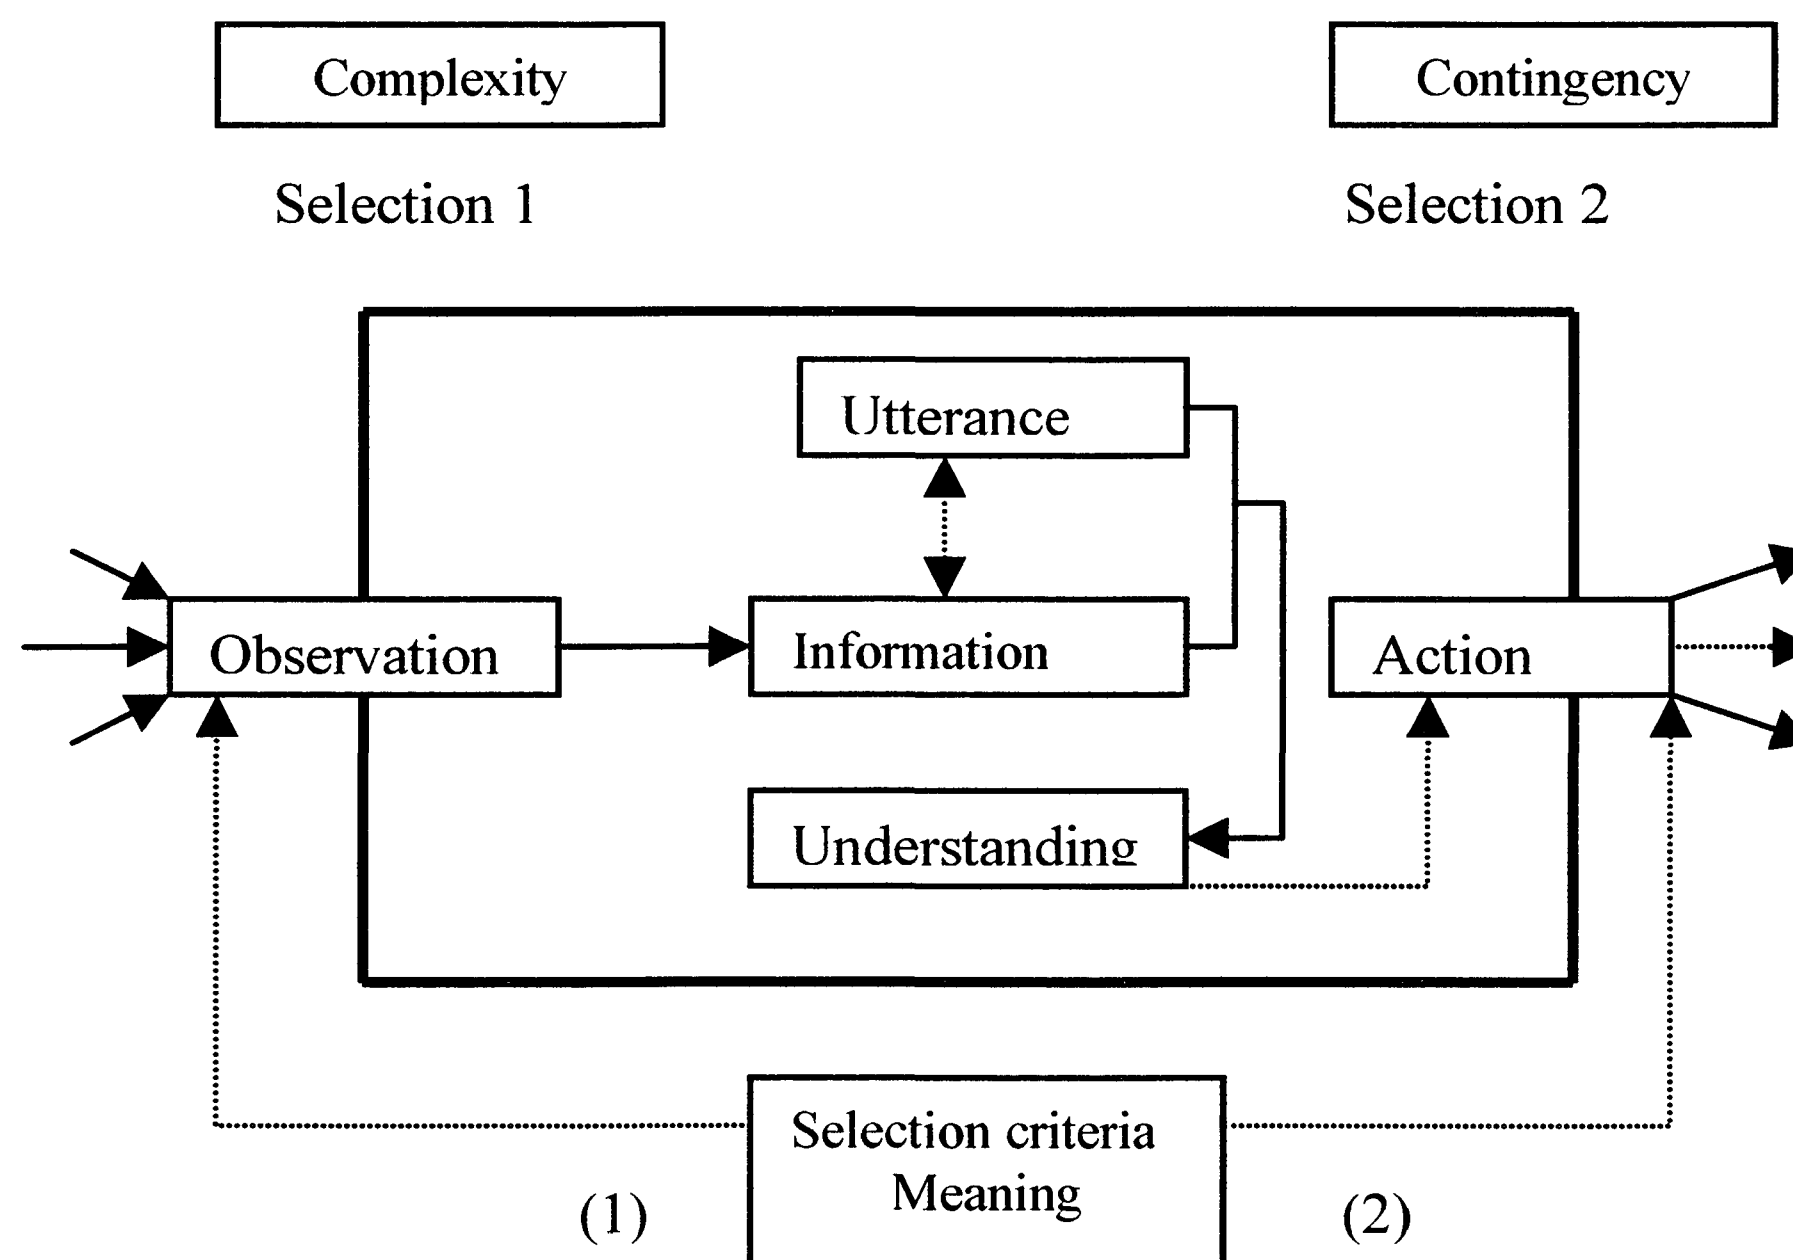 Complexity
Contingency
Selection 1
Selection 2
Utterance
Observation
Information
Action
Understanding
Selection criteria
Meaning
(1)
(2)